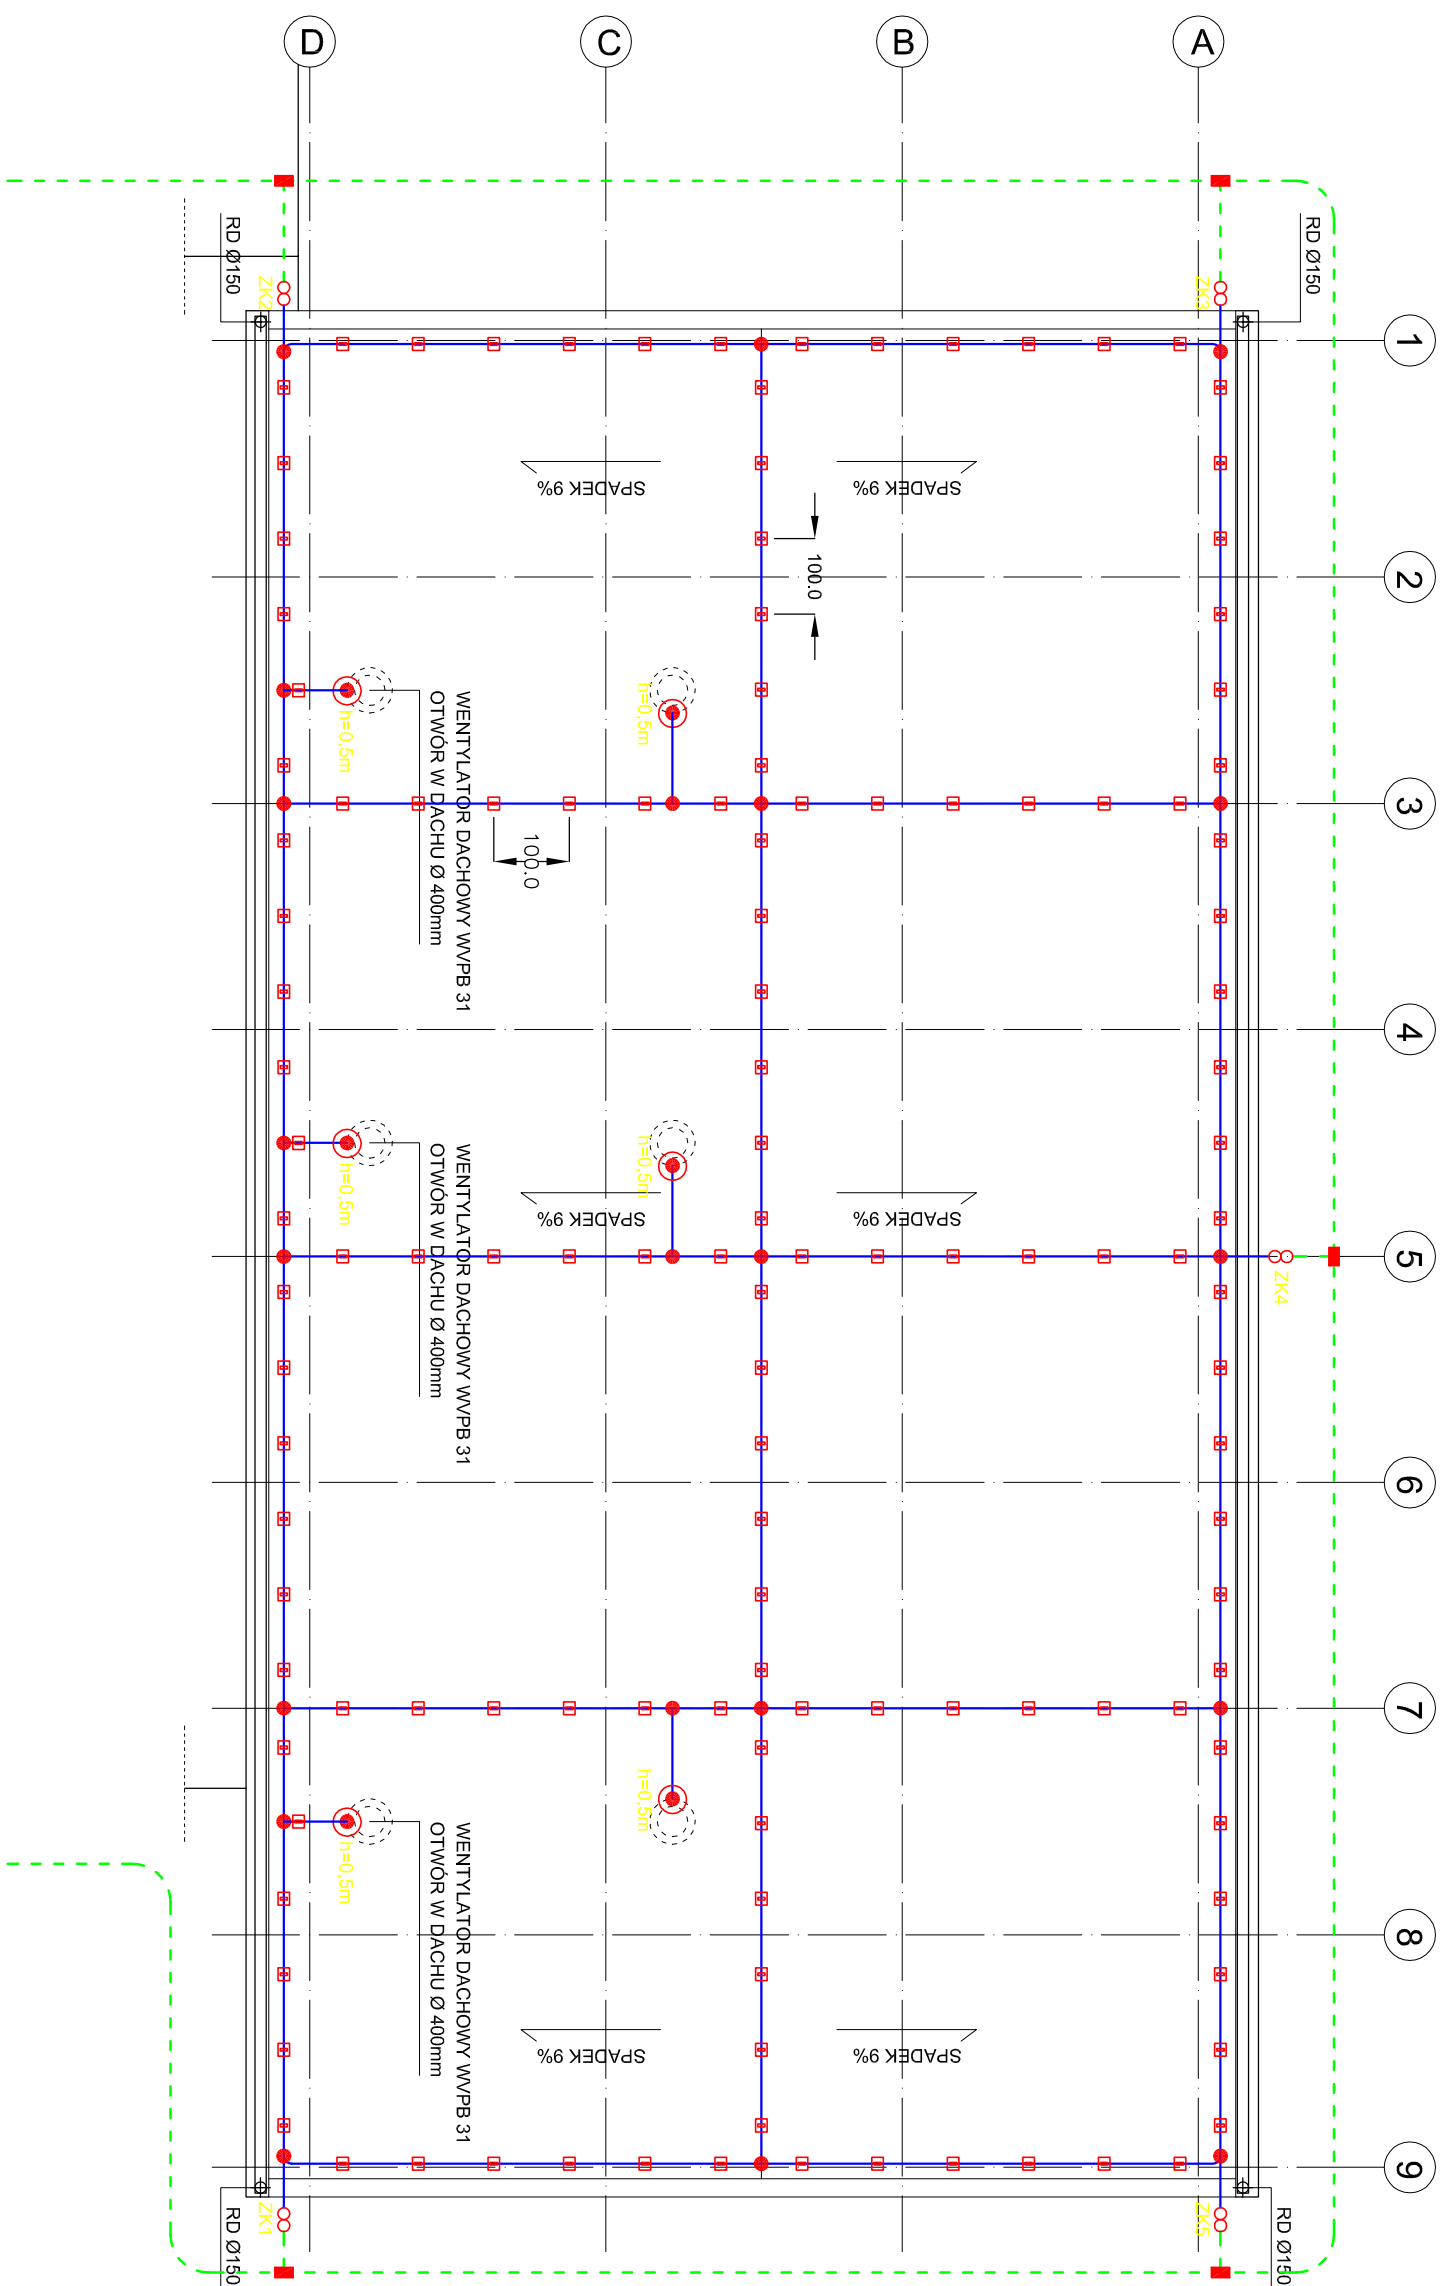 D
C
B
A
RD Ø150
RD Ø150
ZK2
ZK3
1
SPADEK 9%
SPADEK 9%
100.0
2
h=0,5m
h=0,5m
WENTYLATOR DACHOWY WVPB 31
OTWÓR W DACHU Ø 400mm
3
100.0
4
h=0,5m
h=0,5m
WENTYLATOR DACHOWY WVPB 31
OTWÓR W DACHU Ø 400mm
SPADEK 9%
SPADEK 9%
5
ZK4
6
7
h=0,5m
h=0,5m
WENTYLATOR DACHOWY WVPB 31
OTWÓR W DACHU Ø 400mm
8
SPADEK 9%
SPADEK 9%
9
ZK1
ZK5
RD Ø150
RD Ø150